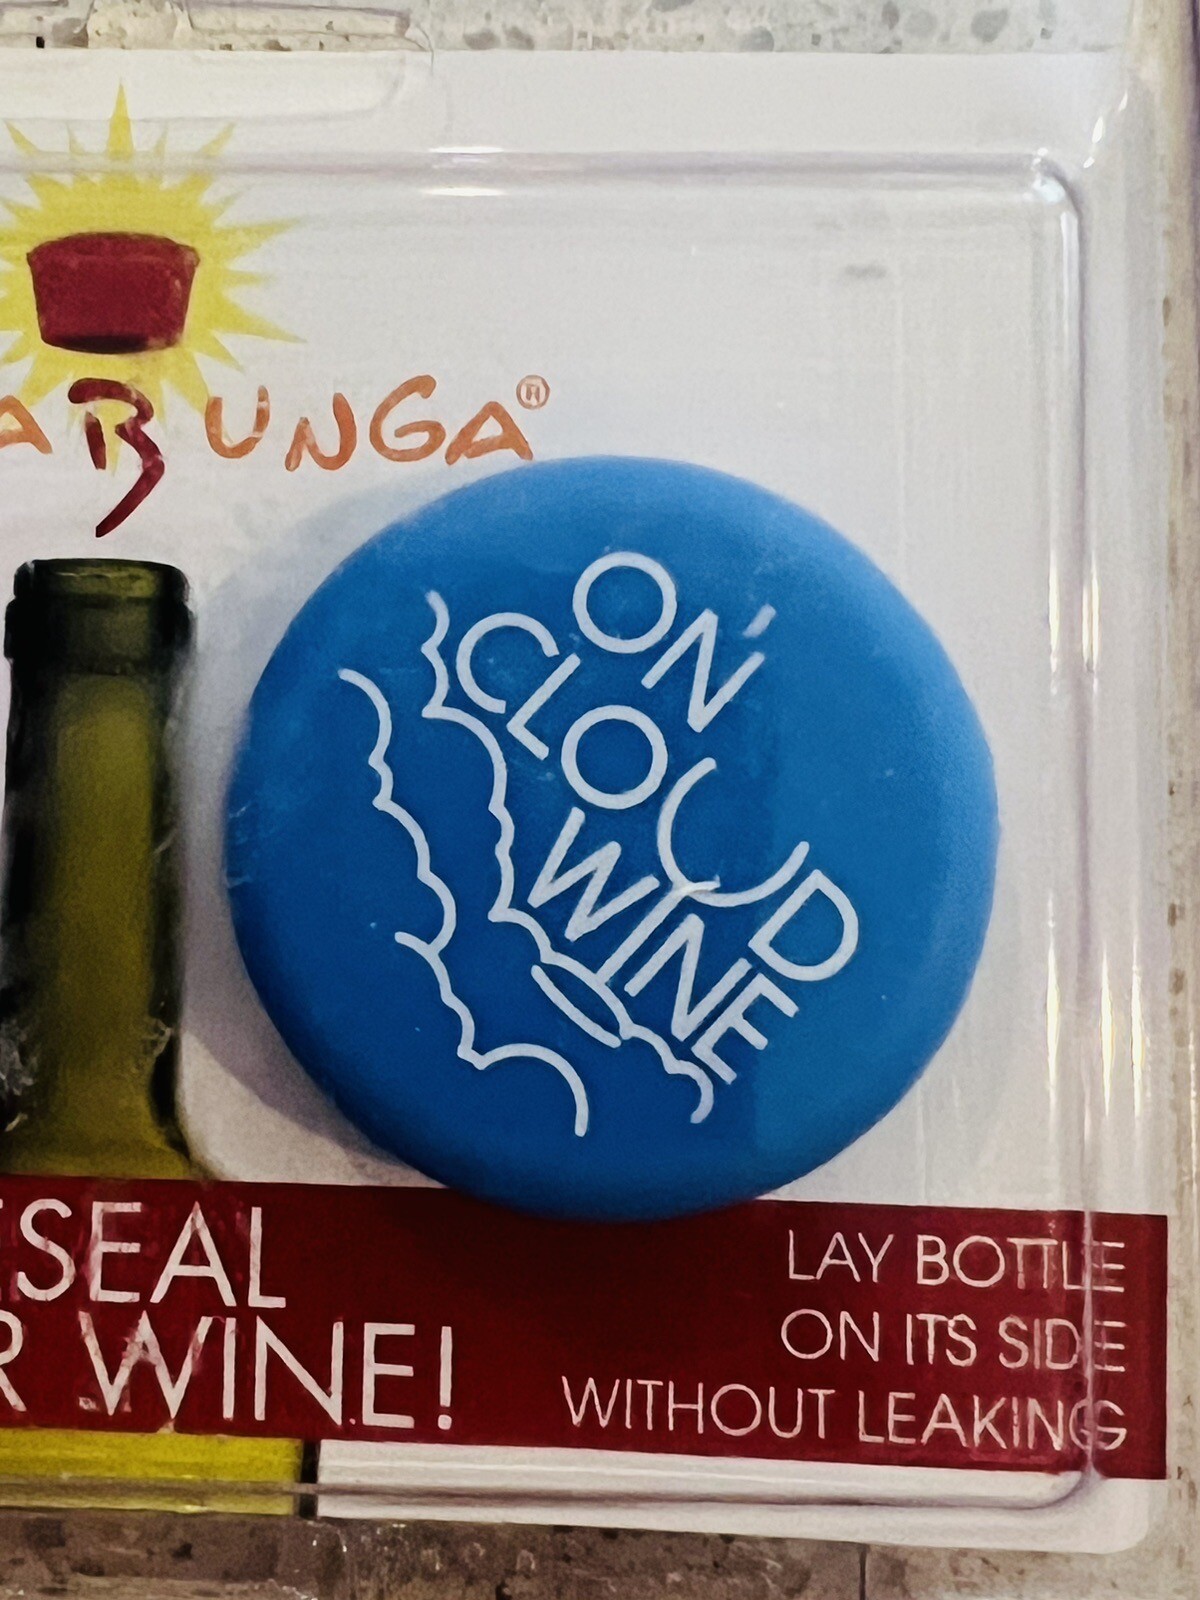 ABUNGA®
ON
CLOUD
WINE
SEAL
R WINE!
LAY BOTTLE
ON ITS SIDE
WITHOUT LEAKING